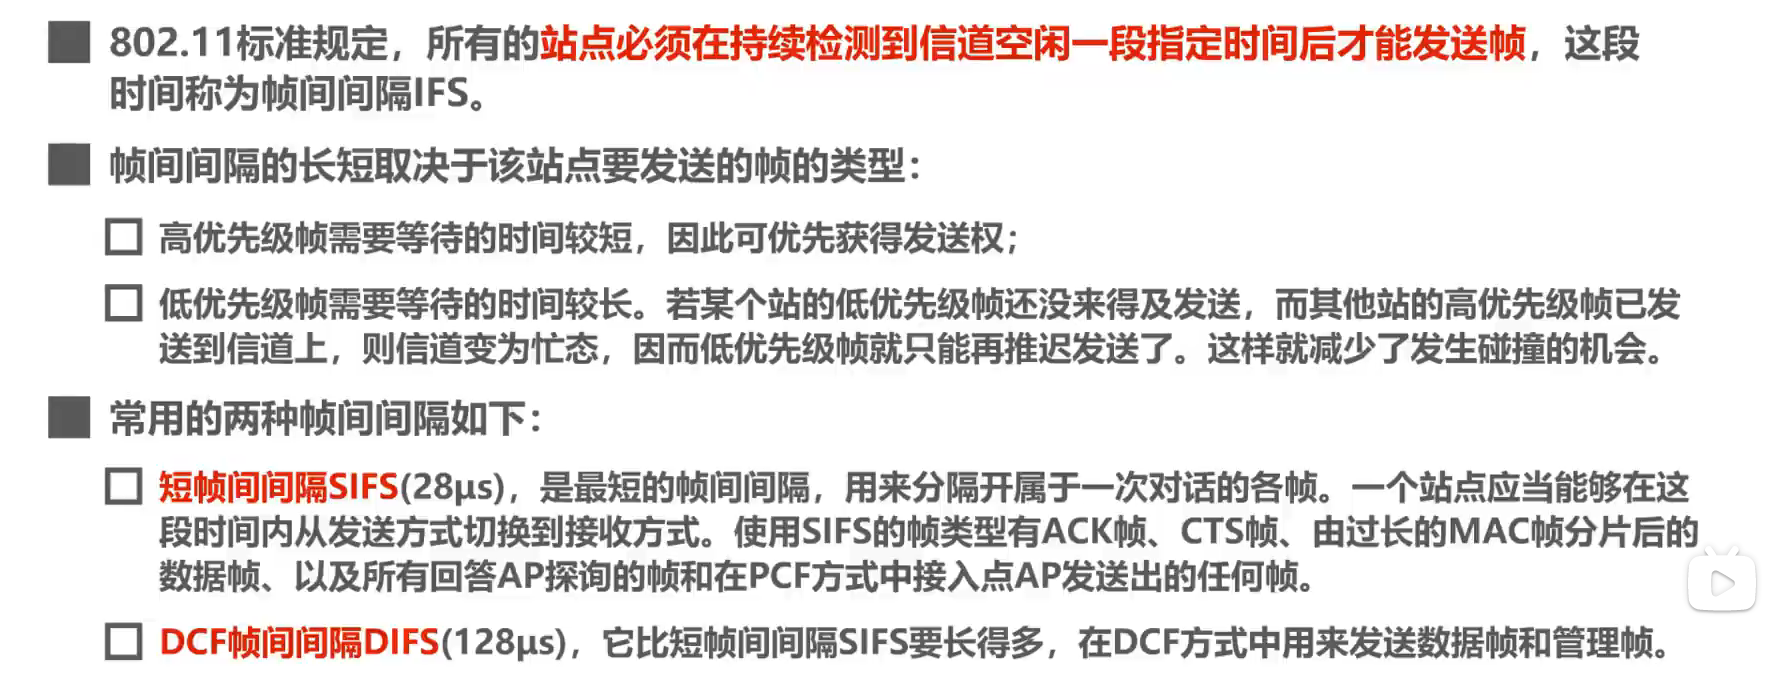 802.11标准规定，所有的站点必须在持续检测到信道空闲一段指定时间后才能发送帧，这段
时间称为帧间间隔IFS。
帧间间隔的长短取决于该站点要发送的帧的类型：
高优先级帧需要等待的时间较短，因此可优先获得发送权；
低优先级帧需要等待的时间较长。若某个站的低优先级帧还没来得及发送，而其他站的高优先级帧已发
送到信道上，则信道变为忙态，因而低优先级帧就只能再推迟发送了。这样就减少了发生碰撞的机会。
常用的两种帧间间隔如下：
短帧间间隔SIFS(28μs)，是最短的帧间间隔，用来分隔开属于一次对话的各帧。一个站点应当能够在这
段时间内从发送方式切换到接收方式。使用SIFS的帧类型有ACK帧、CTS帧、由过长的MAC帧分片后的
数据帧、以及所有回答AP探询的帧和在PCF方式中接入点AP发送出的任何帧。
DCF帧间间隔DIFS(128μs)，它比短帧间间隔SIFS要长得多，在DCF方式中用来发送数据帧和管理帧。